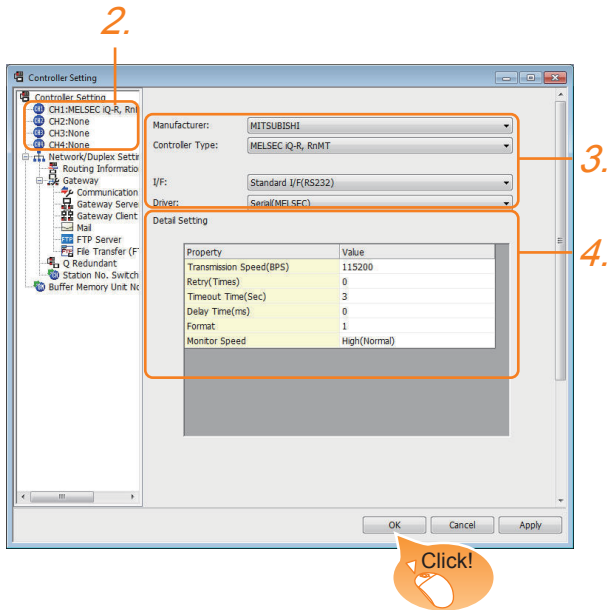 2.
Controller Setting
Controller Setting
CH1:MELSEC iQ-R, Rn
CH2:None
CH3:None
CH4:None
Network/Duplex Settin
Routing Informatio
Gateway
Communication
Gateway Serve
Gateway Client
Mail
FTP Server
File Transfer (F
Q Redundant
Station No. Switch
Buffer Memory Unit No
Manufacturer: MITSUBISHI
Controller Type: MELSEC iQ-R, RnMT
I/F: Standard I/F(RS232)
Driver: Serial(MELSEC)
3.
Detail Setting
4.
Property Value
Transmission Speed(BPS) 115200
Retry(Times) 0
Timeout Time(Sec) 3
Delay Time(ms) 0
Format 1
Monitor Speed High(Normal)
OK Cancel Apply
Click!